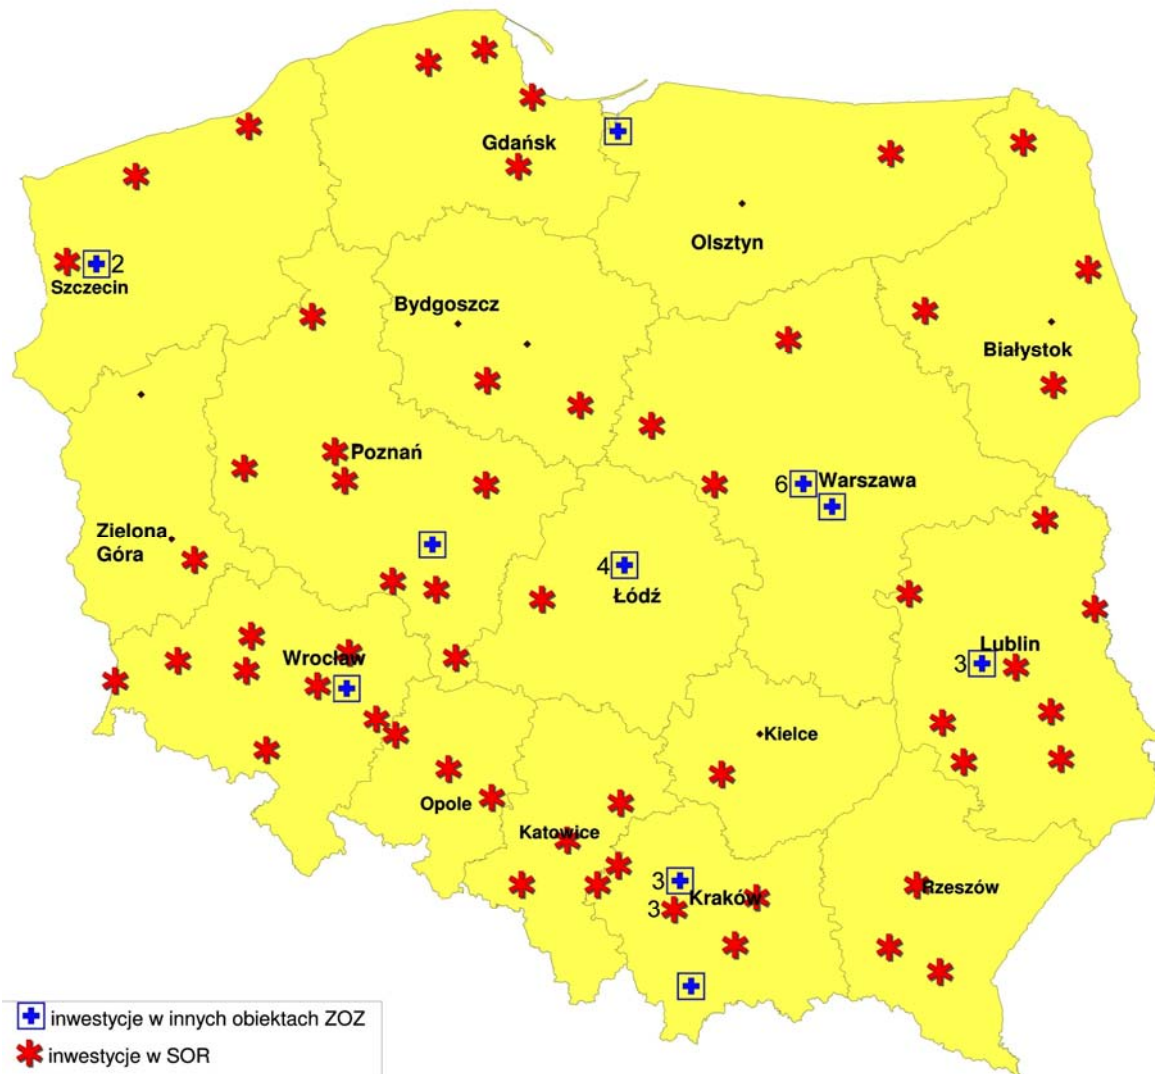 Gdańsk
Olsztyn
2
Szczecin
Bydgoszcz
Białystok
Poznań
6
Warszawa
Zielona
Góra
4
Łódź
Lublin
3
Wrocław
Kielce
Opole
Katowice
3
Kraków
3
Rzeszów
inwestycje w innych obiektach ZOZ
inwestycje w SOR